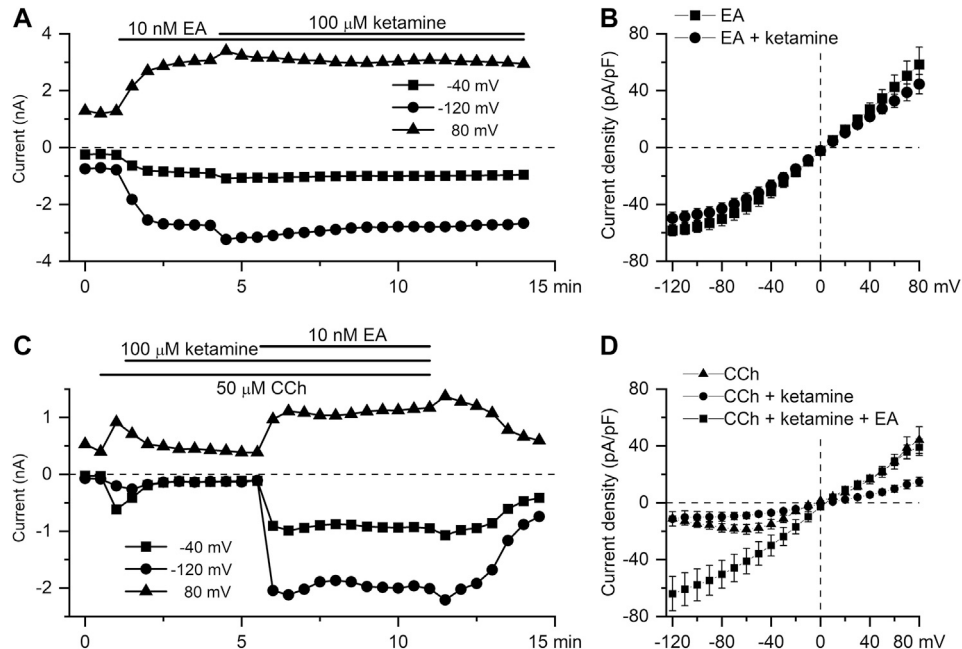 A
10 nM EA
100 μM ketamine
4
2
0
-2
-4
Current (nA)
-40 mV
-120 mV
80 mV
0
5
10
15 min
B
EA
EA + ketamine
80
40
0
-40
-80
Current density (pA/pF)
-120
-80
-40
0
40
80 mV
C
10 nM EA
100 μM ketamine
50 μM CCh
1
0
-1
-2
Current (nA)
-40 mV
-120 mV
80 mV
0
5
10
15 min
D
CCh
CCh + ketamine
CCh + ketamine + EA
80
40
0
-40
-80
Current density (pA/pF)
-120
-80
-40
0
40
80 mV